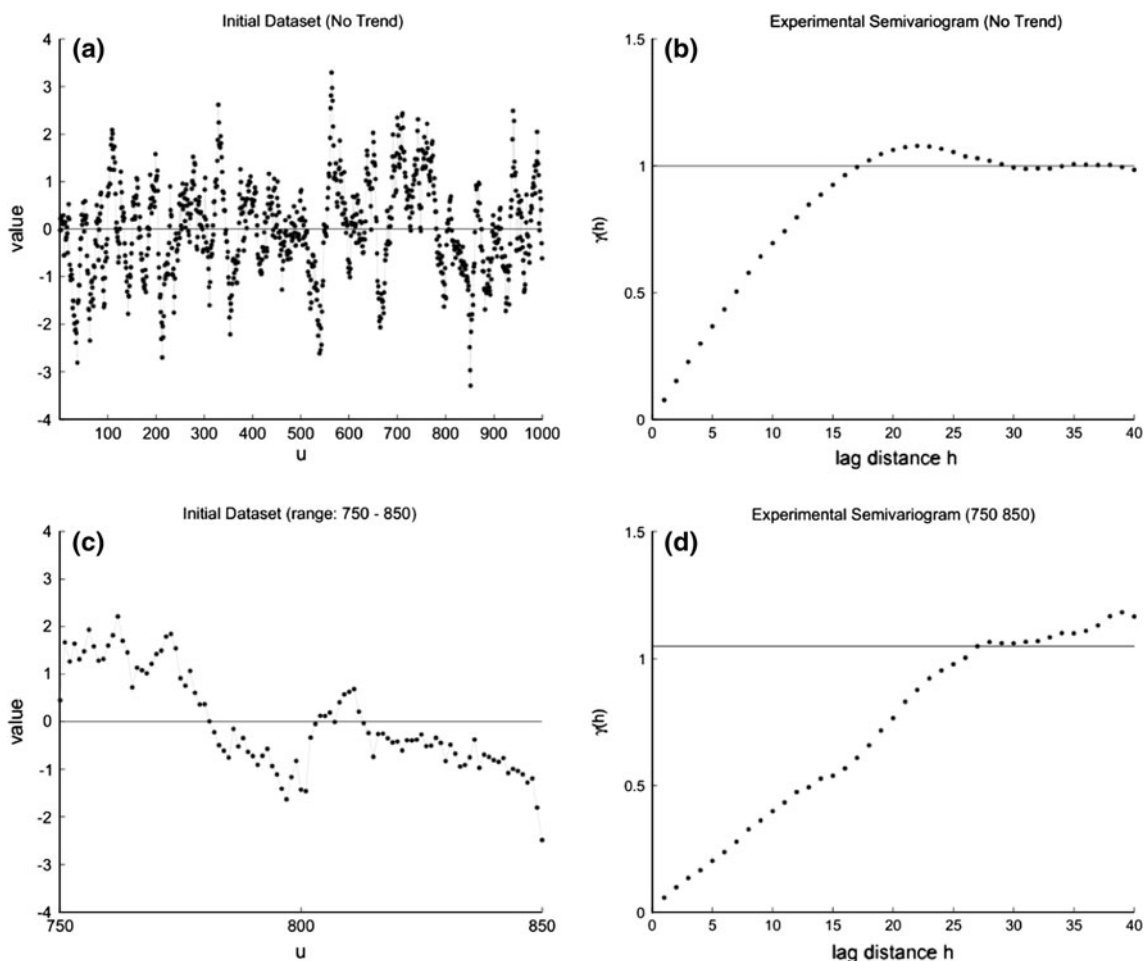 Initial Dataset (No Trend)
(a)
4
3
2
1
0
-1
-2
-3
-4
value
100 200 300 400 500 600 700 800 900 1000
u
Experimental Semivariogram (No Trend)
(b)
1.5
1
0.5
0
γ(h)
0 5 10 15 20 25 30 35 40
lag distance h
Initial Dataset (range: 750 - 850)
(c)
4
3
2
1
0
-1
-2
-3
-4
value
750 800 850
u
Experimental Semivariogram (750 850)
(d)
1.5
1
0.5
0
γ(h)
0 5 10 15 20 25 30 35 40
lag distance h